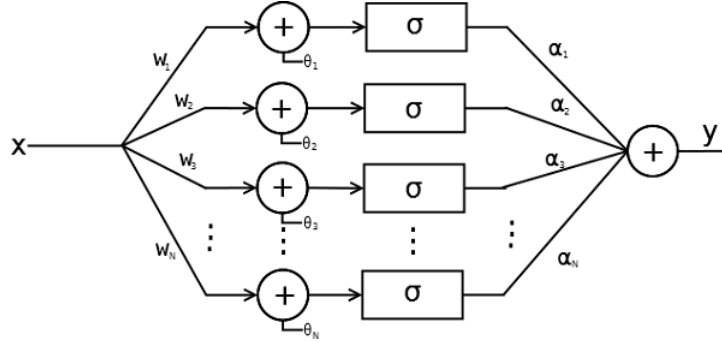 + σ
θ₁
w₁ α₁
w₂ + σ α₂
θ₂
x + y
w₃ + σ α₃
θ₃
⋮ ⋮ ⋮ ⋮
w_N α_N
+ σ
θ_N